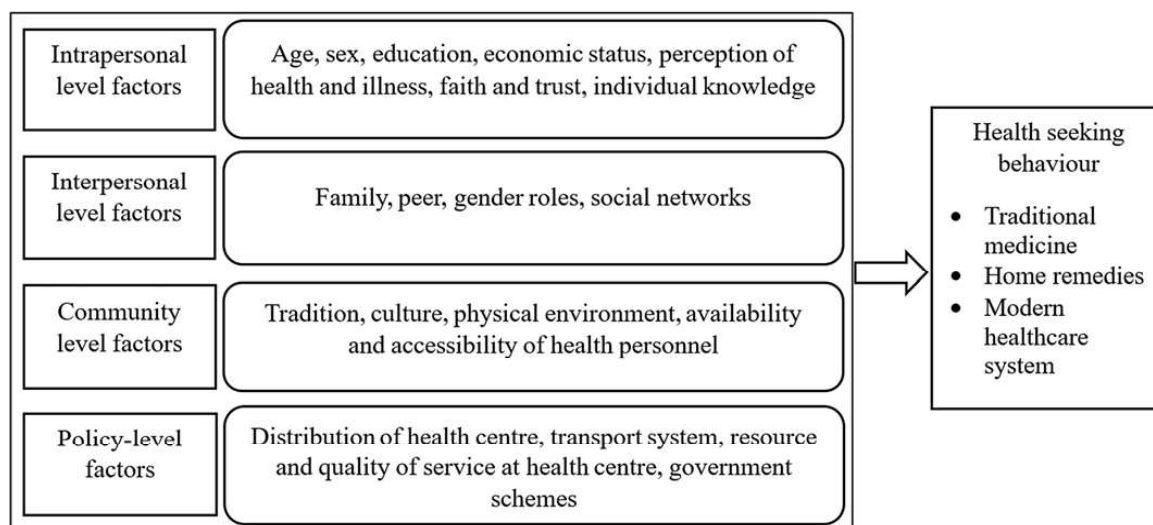 Intrapersonal
level factors
Age, sex, education, economic status, perception of
health and illness, faith and trust, individual knowledge
Interpersonal
level factors
Family, peer, gender roles, social networks
Community
level factors
Tradition, culture, physical environment, availability
and accessibility of health personnel
Policy-level
factors
Distribution of health centre, transport system, resource
and quality of service at health centre, government
schemes
Health seeking
behaviour
• Traditional
medicine
• Home remedies
• Modern
healthcare
system